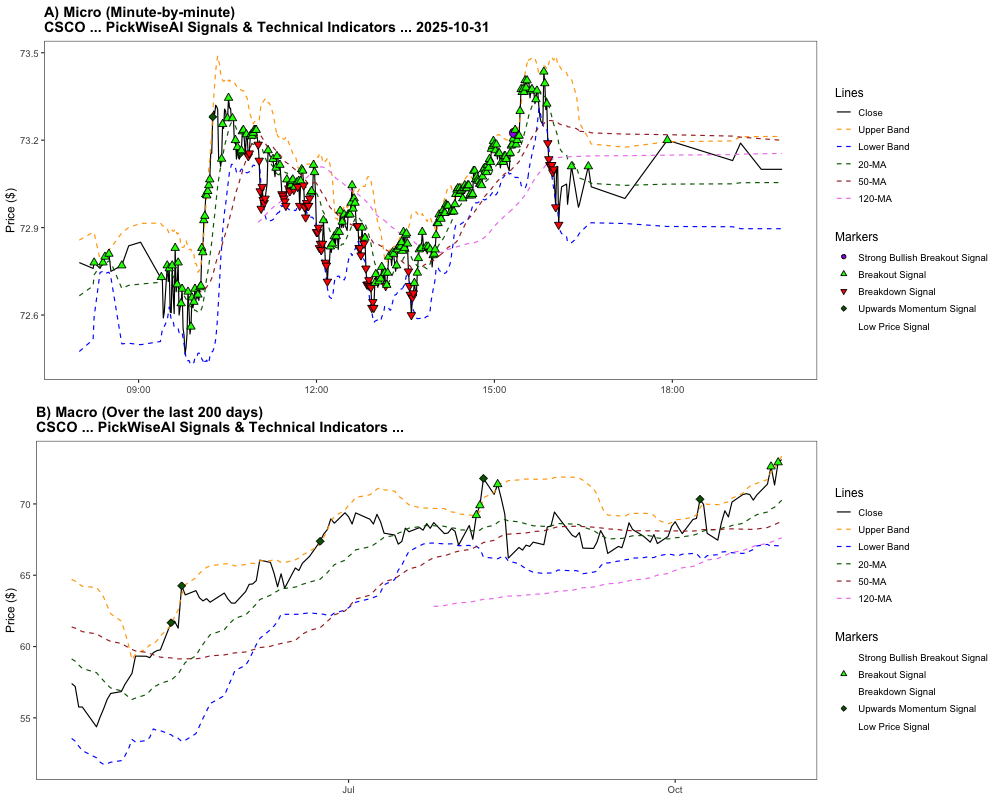 A) Micro (Minute-by-minute)
CSCO ... PickWiseAI Signals & Technical Indicators ... 2025-10-31
73.5
73.2
72.9
72.6
Price ($)
09:00
12:00
15:00
18:00
Lines
Close
Upper Band
Lower Band
20-MA
50-MA
120-MA
Markers
Strong Bullish Breakout Signal
Breakout Signal
Breakdown Signal
Upwards Momentum Signal
Low Price Signal
B) Macro (Over the last 200 days)
CSCO ... PickWiseAI Signals & Technical Indicators ...
70
65
60
55
Price ($)
Jul
Oct
Lines
Close
Upper Band
Lower Band
20-MA
50-MA
120-MA
Markers
Strong Bullish Breakout Signal
Breakout Signal
Breakdown Signal
Upwards Momentum Signal
Low Price Signal